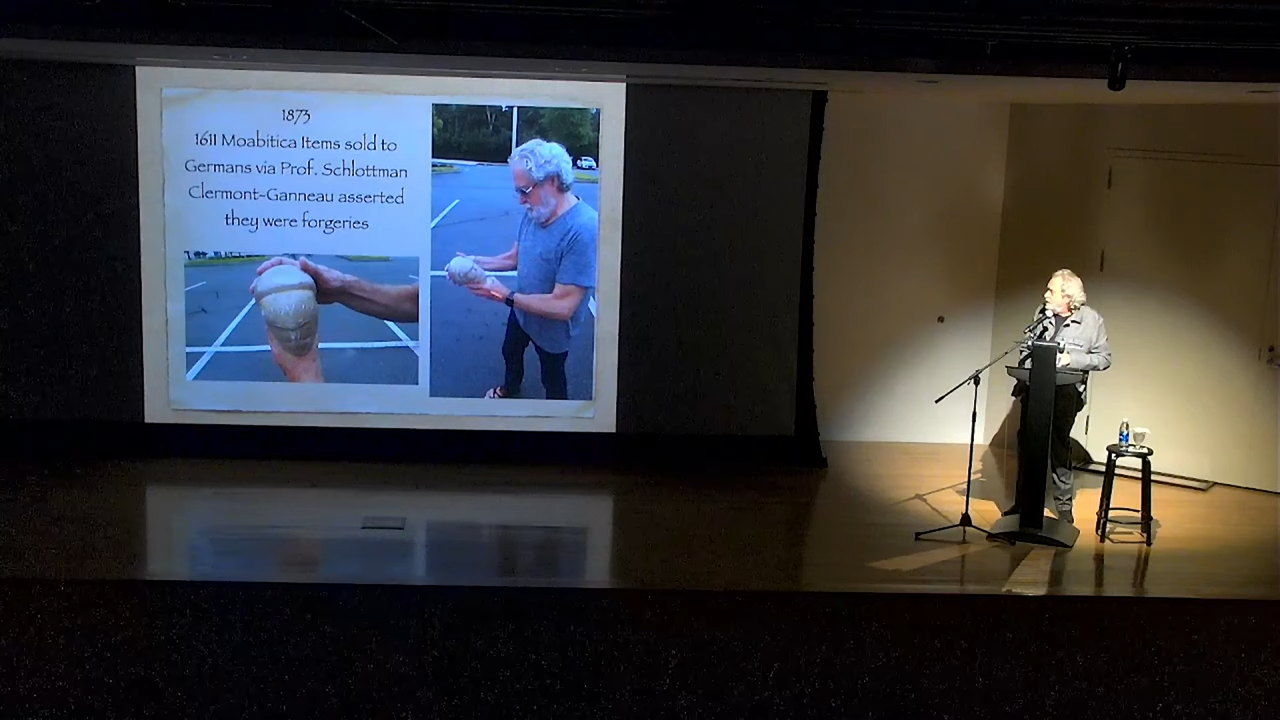 1873
1611 Moabitica Items sold to
Germans via Prof. Schlottman
Clermont-Ganneau asserted
they were forgeries